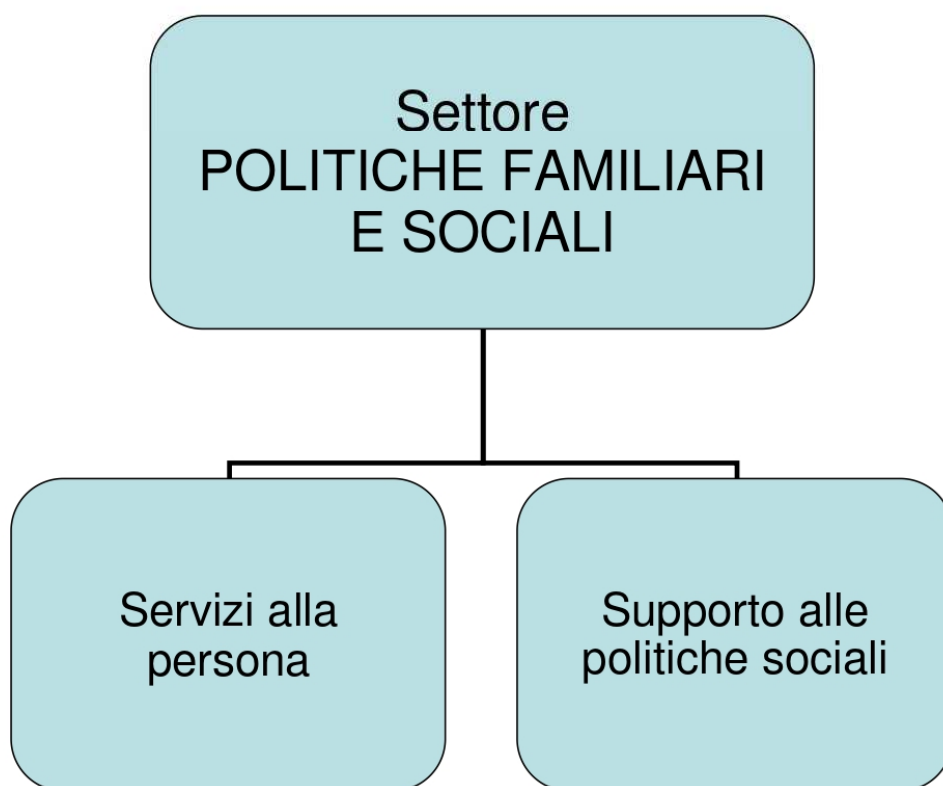 Settore
POLITICHE FAMILIARI
E SOCIALI
Servizi alla
persona
Supporto alle
politiche sociali